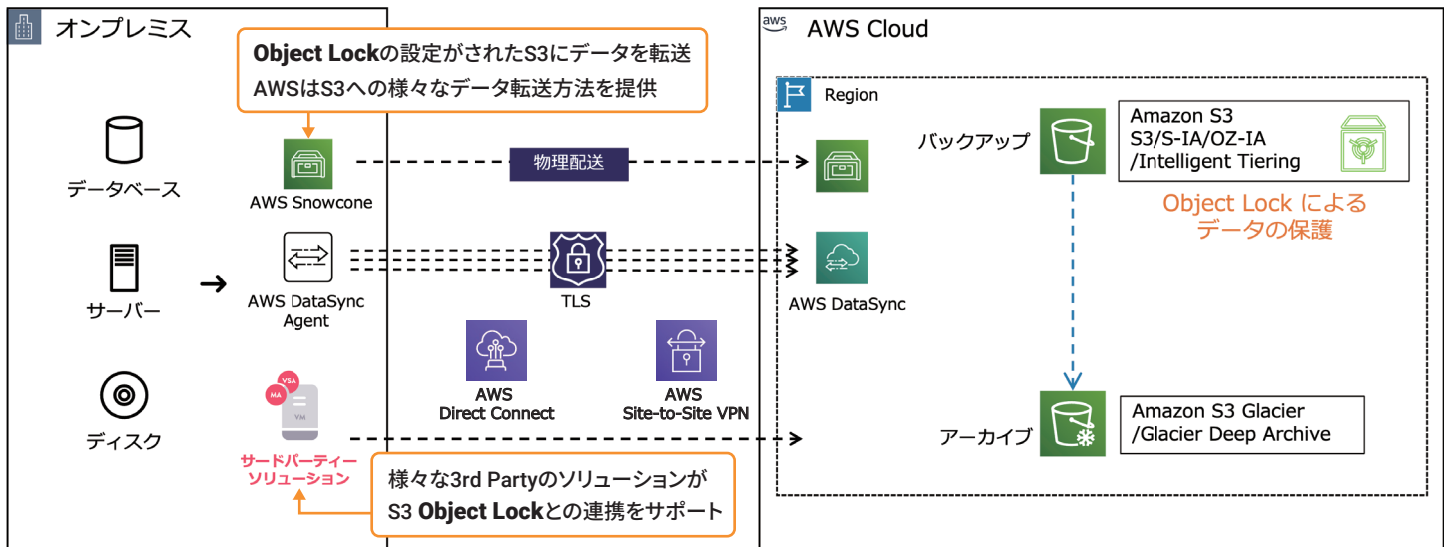 オンプレミス
Object Lockの設定がされたS3にデータを転送
AWSはS3への様々なデータ転送方法を提供
データベース
サーバー
ディスク
AWS Snowcone
AWS DataSync
Agent
VSA
MA
VM
サードパーティー
ソリューション
物理配送
TLS
AWS
Direct Connect
AWS
Site-to-Site VPN
様々な3rd Partyのソリューションが
S3 Object Lockとの連携をサポート
aws
AWS Cloud
Region
AWS DataSync
バックアップ
Amazon S3
S3/S-IA/OZ-IA
/Intelligent Tiering
Object Lock による
データの保護
アーカイブ
Amazon S3 Glacier
/Glacier Deep Archive